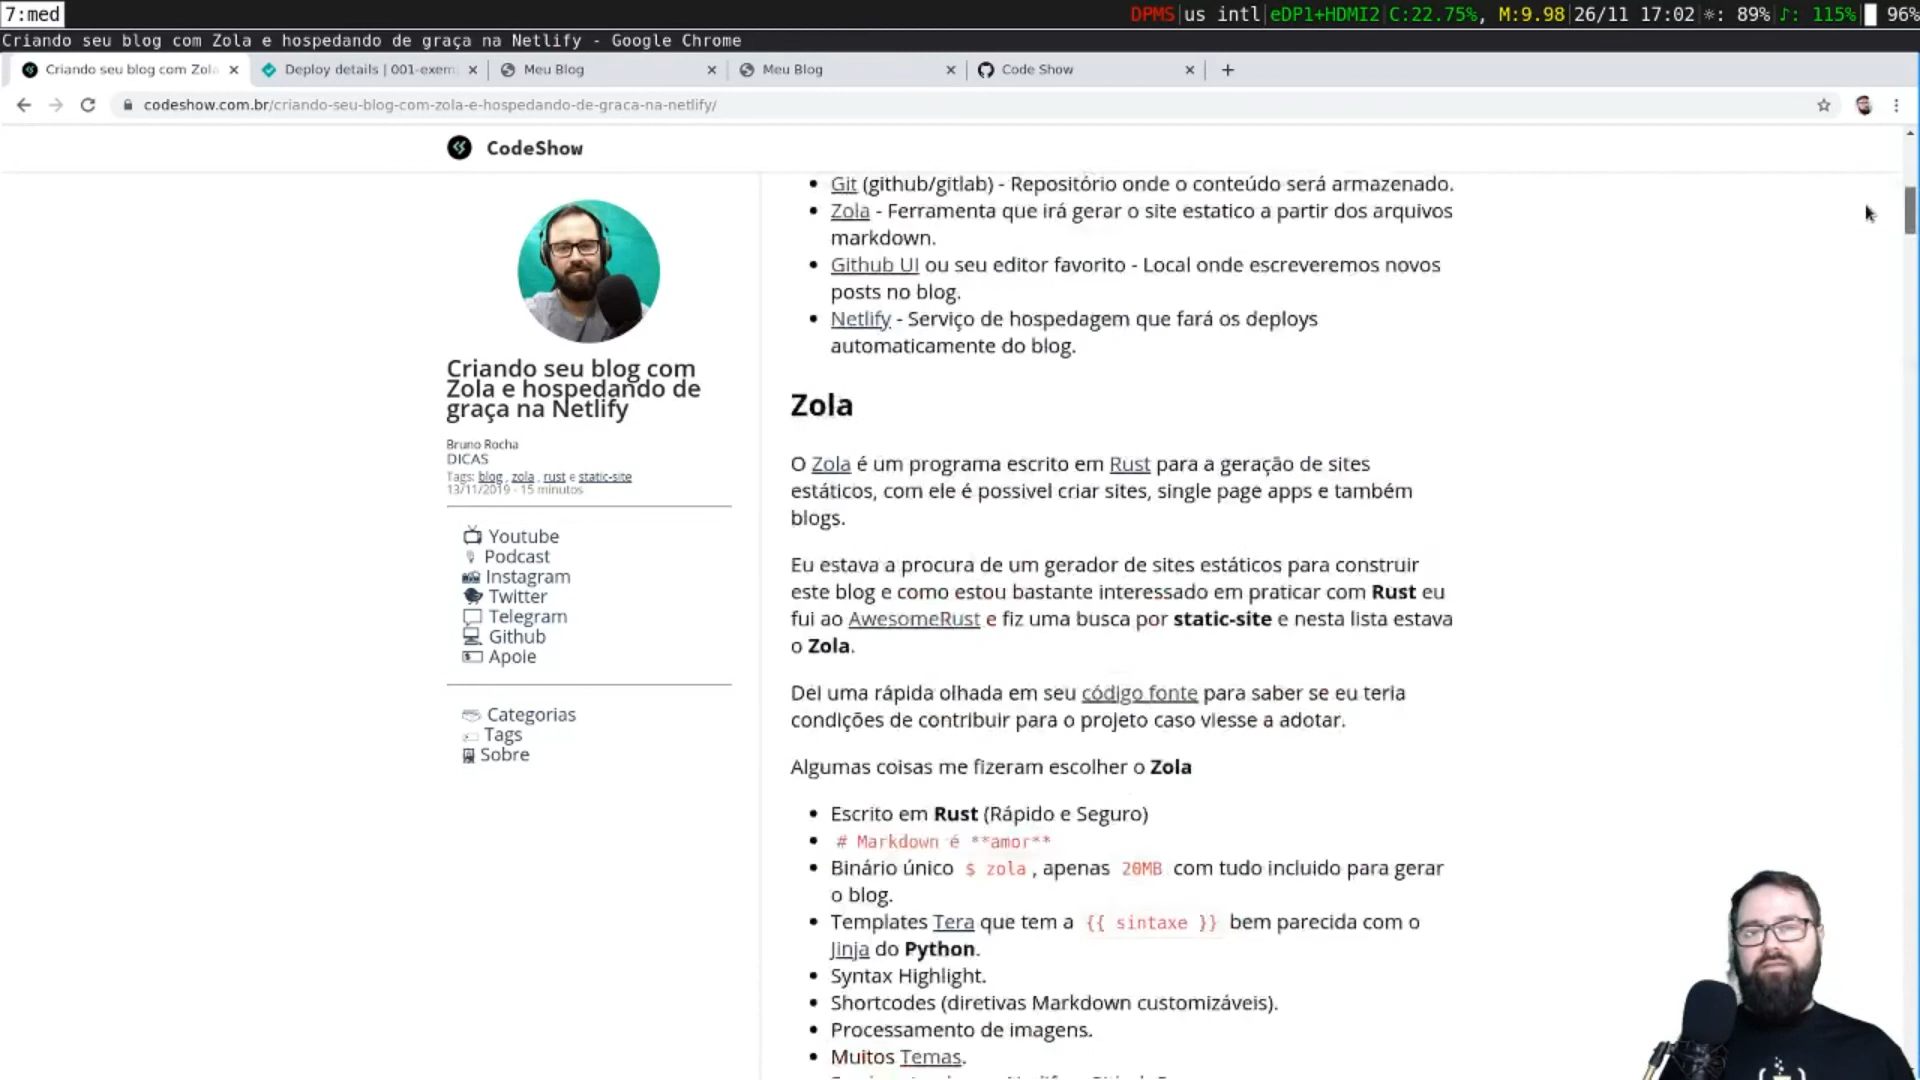 7:med
DPMS|us intl|eDP1+HDMI2|C:22.75%, M:9.98|26/11 17:02|☼: 89%|♪: 115%|96%
Criando seu blog com Zola e hospedando de graça na Netlify - Google Chrome
Criando seu blog com Zola
Deploy details | 001-exem
Meu Blog
Meu Blog
Code Show
codeshow.com.br/criando-seu-blog-com-zola-e-hospedando-de-graca-na-netlify/
CodeShow
Criando seu blog com
Zola e hospedando de
graça na Netlify
Bruno Rocha
DICAS
Tags: blog , zola , rust e static-site
13/11/2019 - 15 minutos
Youtube
Podcast
Instagram
Twitter
Telegram
Github
Apoie
Categorias
Tags
Sobre
Git (github/gitlab) - Repositório onde o conteúdo será armazenado.
Zola - Ferramenta que irá gerar o site estatico a partir dos arquivos
markdown.
Github UI ou seu editor favorito - Local onde escreveremos novos
posts no blog.
Netlify - Serviço de hospedagem que fará os deploys
automaticamente do blog.
Zola
O Zola é um programa escrito em Rust para a geração de sites
estáticos, com ele é possivel criar sites, single page apps e também
blogs.
Eu estava a procura de um gerador de sites estáticos para construir
este blog e como estou bastante interessado em praticar com Rust eu
fui ao AwesomeRust e fiz uma busca por static-site e nesta lista estava
o Zola.
Dei uma rápida olhada em seu código fonte para saber se eu teria
condições de contribuir para o projeto caso viesse a adotar.
Algumas coisas me fizeram escolher o Zola
Escrito em Rust (Rápido e Seguro)
# Markdown é **amor**
Binário único $ zola , apenas 20MB com tudo incluido para gerar
o blog.
Templates Tera que tem a {{ sintaxe }} bem parecida com o
Jinja do Python.
Syntax Highlight.
Shortcodes (diretivas Markdown customizáveis).
Processamento de imagens.
Muitos Temas.